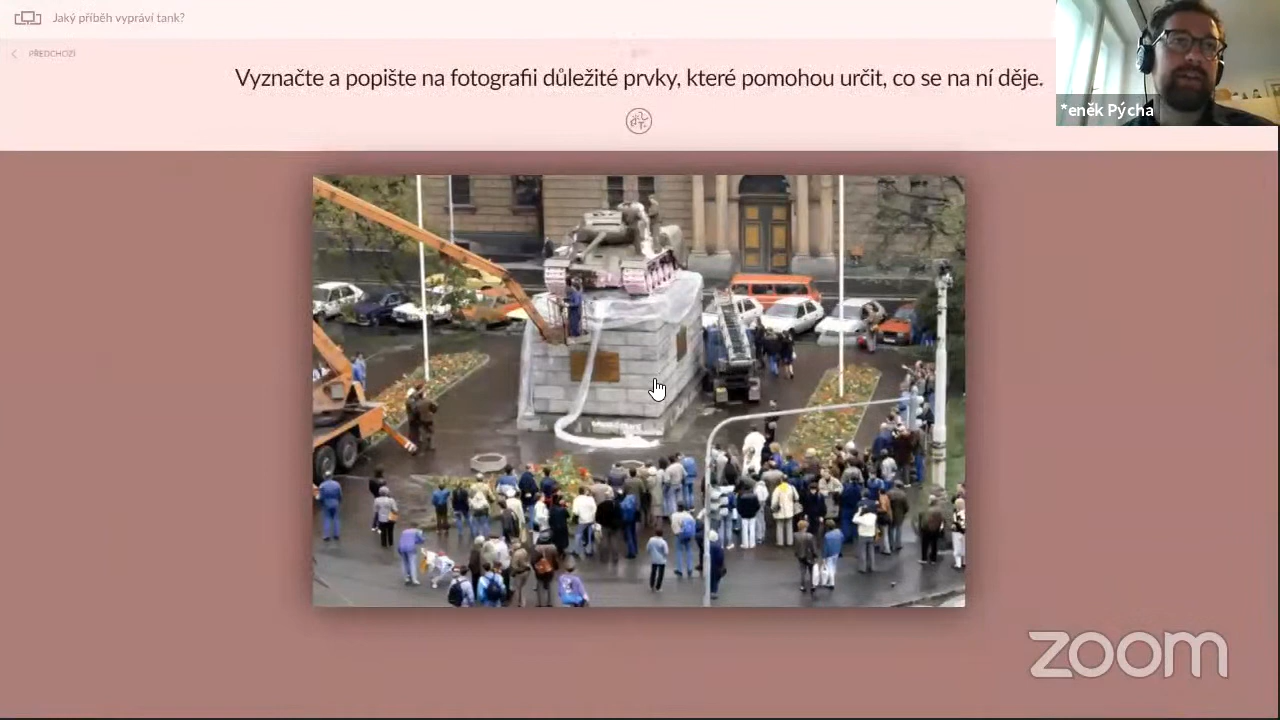 Jaký příběh vypráví tank?
PŘEDCHOZÍ
Vyznačte a popište na fotografii důležité prvky, které pomohou určit, co se na ní děje.
*eněk Pýcha
zoom